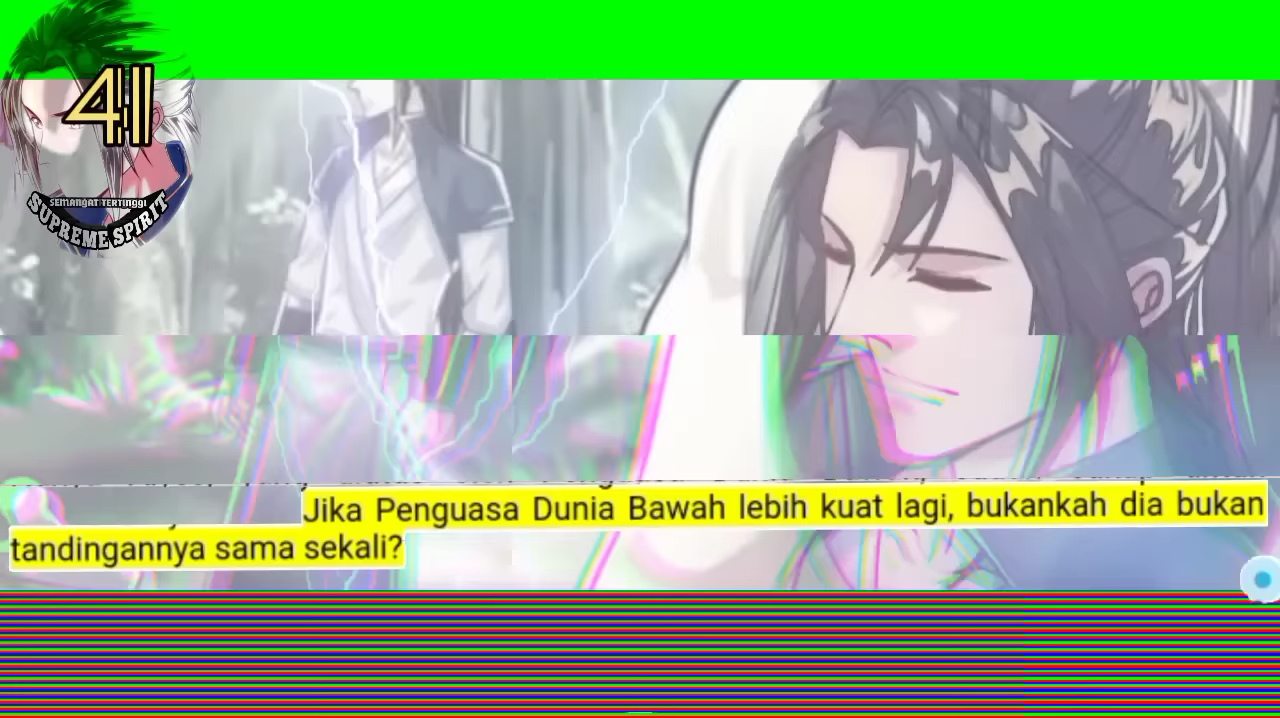 41
SEMANGAT TERTINGGI
SUPREME SPIRIT
Jika Penguasa Dunia Bawah lebih kuat lagi, bukankah dia bukan
tandingannya sama sekali?